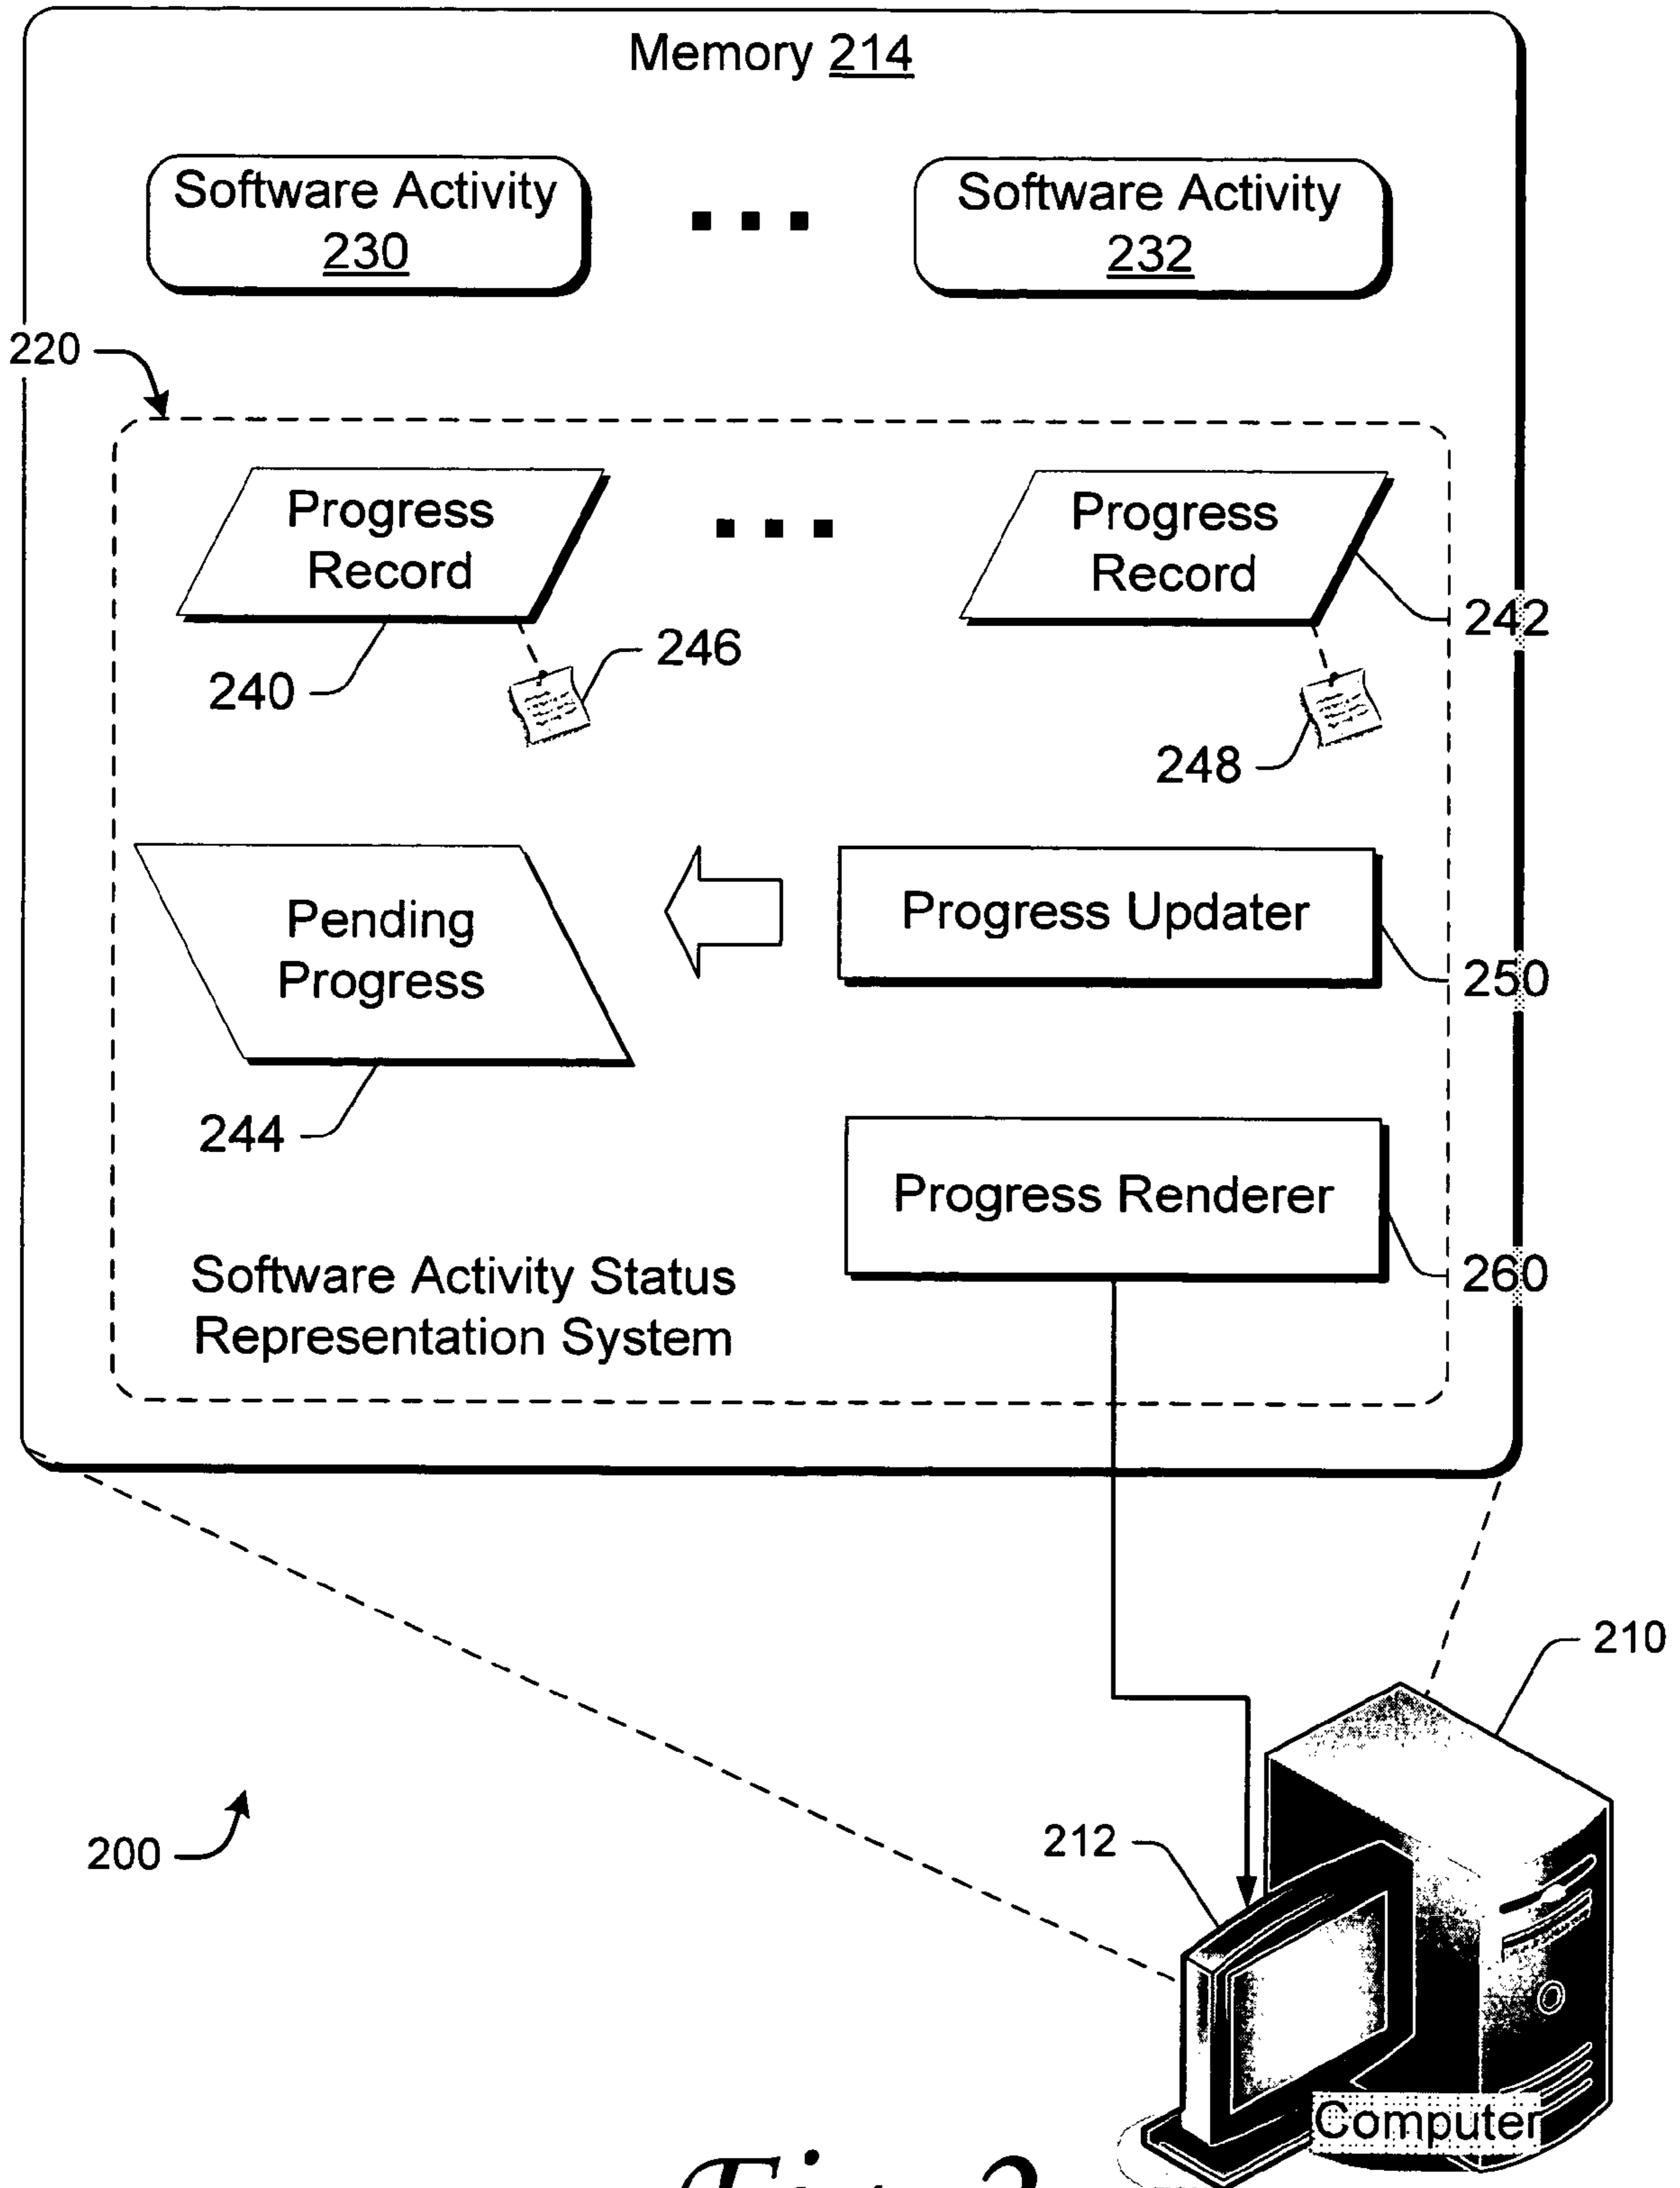 Memory 214
Software Activity
230
Software Activity
232
220
Progress
Record
Progress
Record
242
246
240
248
Pending
Progress
Progress Updater
250
244
Progress Renderer
260
Software Activity Status
Representation System
210
200
212
Computer